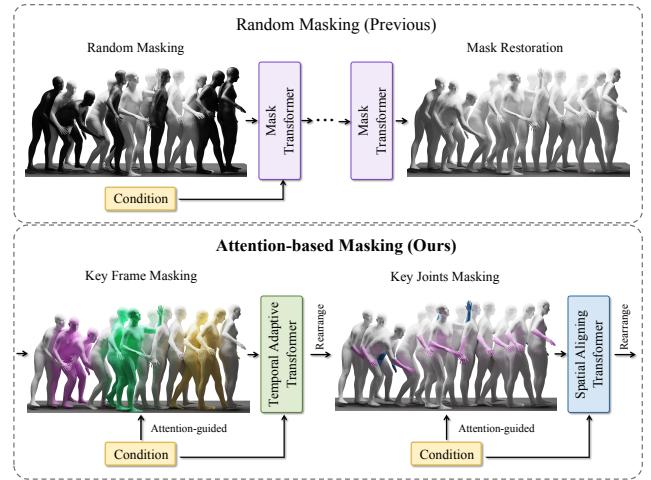 Random Masking (Previous)
Random Masking
Mask Restoration
Mask
Transformer
...
Mask
Transformer
Condition
Attention-based Masking (Ours)
Key Frame Masking
Key Joints Masking
Temporal Adaptive
Transformer
Rearrange
Spatial Aligning
Transformer
Rearrange
Attention-guided
Attention-guided
Condition
Condition